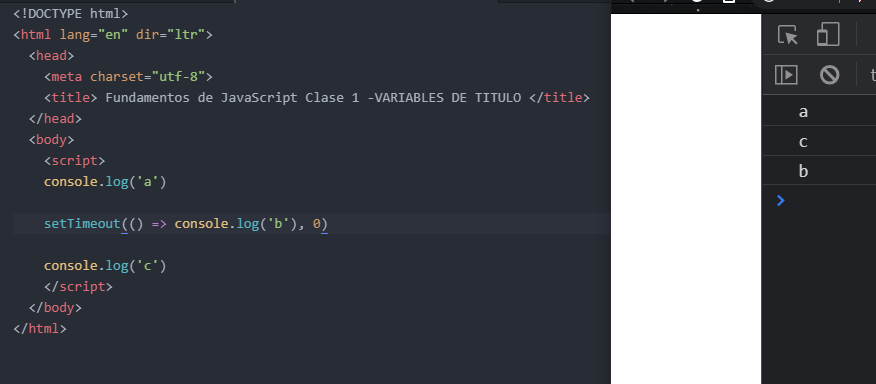 <!DOCTYPE html>
<html lang="en" dir="ltr">
<head>
<meta charset="utf-8">
<title> Fundamentos de JavaScript Clase 1 -VARIABLES DE TITULO </title>
</head>
<body>
<script>
console.log('a')
setTimeout(() => console.log('b'), 0)
console.log('c')
</script>
</body>
</html>
t
a
c
b